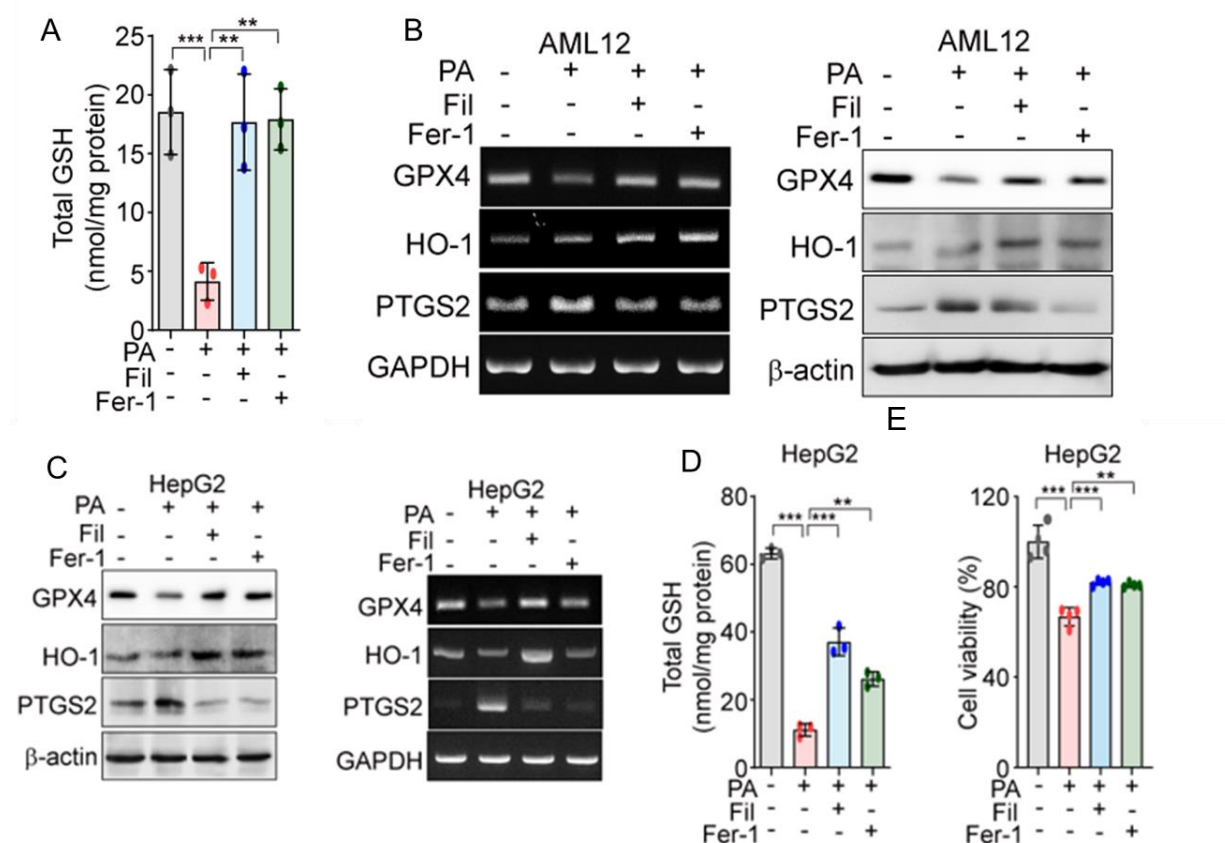 A
Total GSH
(nmol/mg protein)
25
20
15
10
5
0
*** ** **
PA - + + +
Fil - - + -
Fer-1 - - - +
B
AML12
PA - + + +
Fil - - + -
Fer-1 - - - +
GPX4
HO-1
PTGS2
GAPDH
AML12
PA - + + +
Fil - - + -
Fer-1 - - - +
GPX4
HO-1
PTGS2
β-actin
C
HepG2
PA - + + +
Fil - - + -
Fer-1 - - - +
GPX4
HO-1
PTGS2
β-actin
HepG2
PA - + + +
Fil - - + -
Fer-1 - - - +
GPX4
HO-1
PTGS2
GAPDH
D
HepG2
Total GSH
(nmol/mg protein)
80
60
40
20
0
*** *** **
PA - + + +
Fil - - + -
Fer-1 - - - +
E
HepG2
Cell viability (%)
120
80
40
0
*** *** **
PA - + + +
Fil - - + -
Fer-1 - - - +